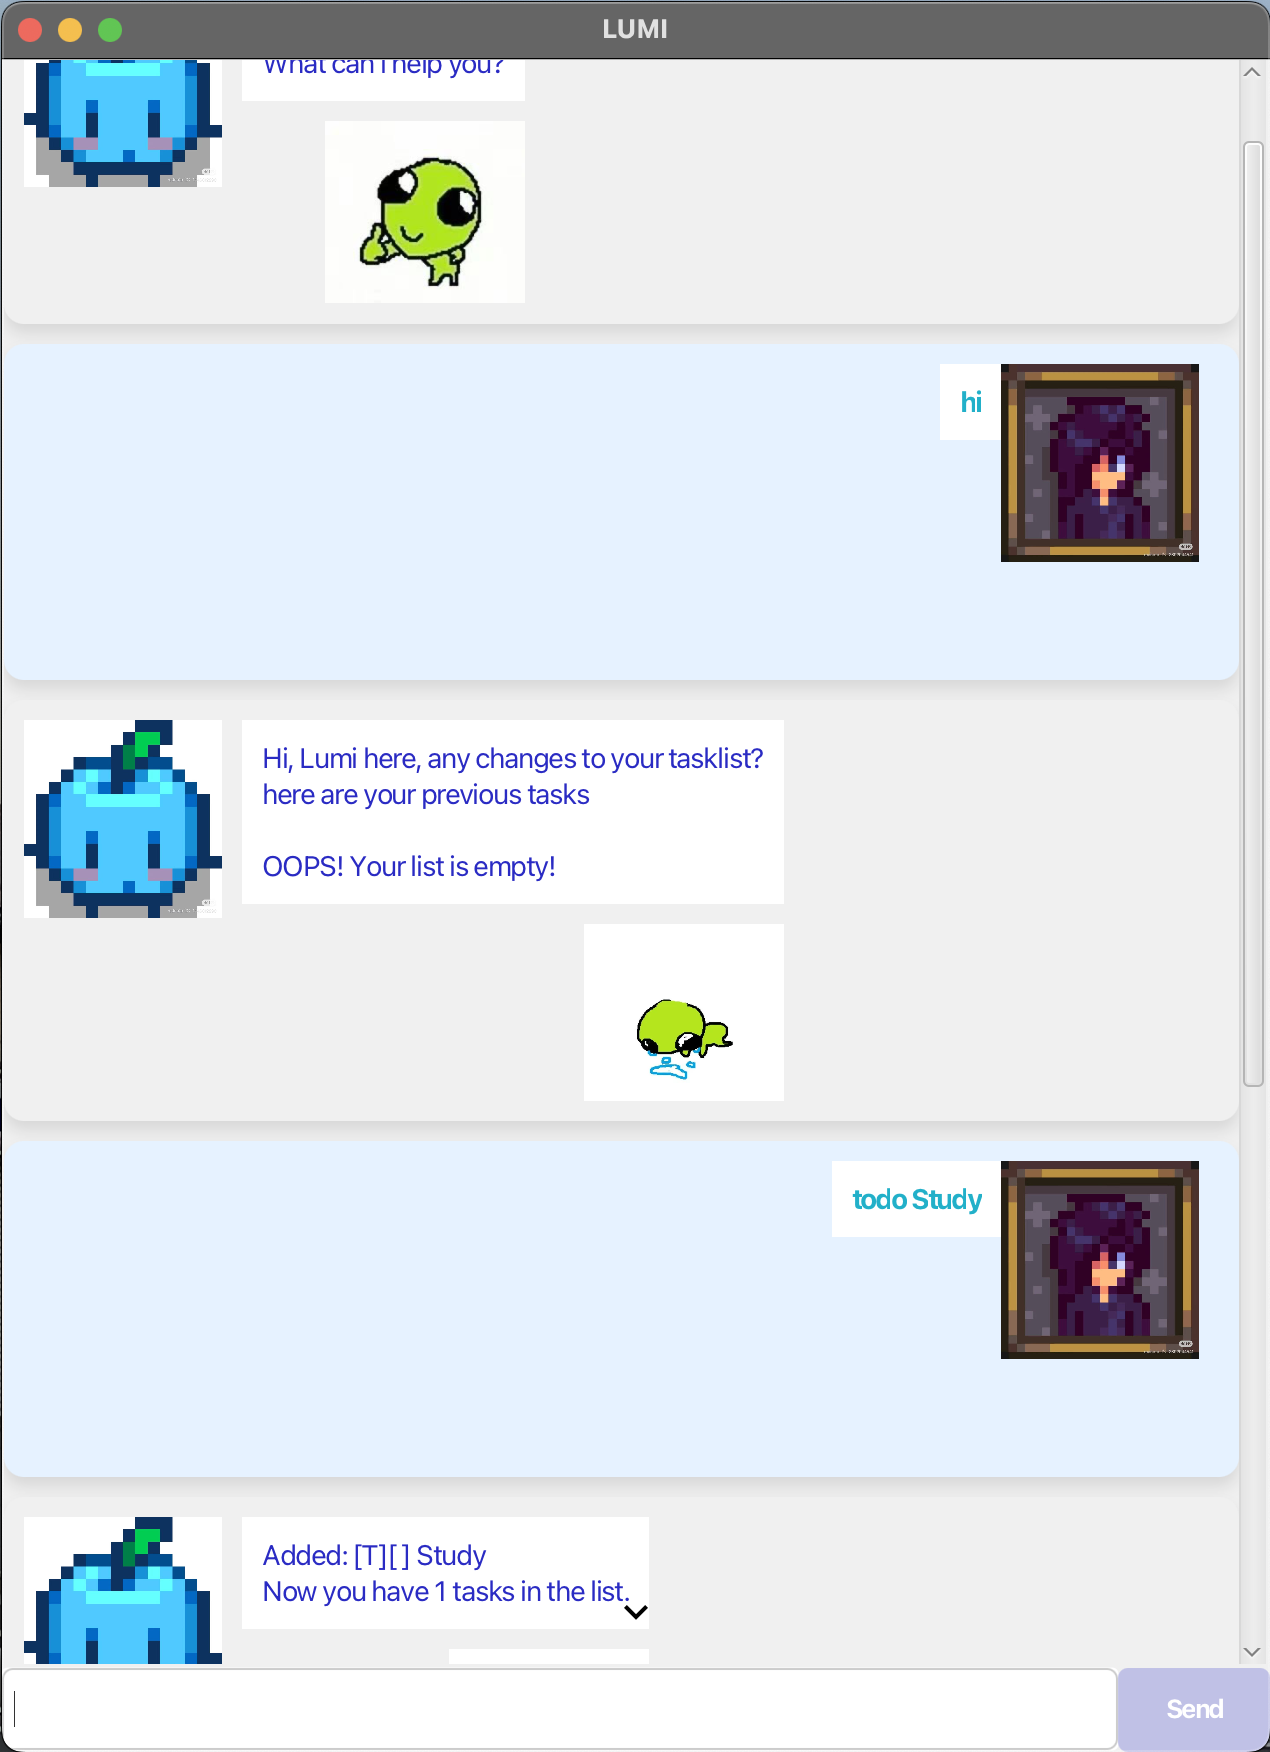 LUMI
What can I help you?
hi
Hi, Lumi here, any changes to your tasklist?
here are your previous tasks
OOPS! Your list is empty!
todo Study
Added: [T][ ] Study
Now you have 1 tasks in the list.
Send